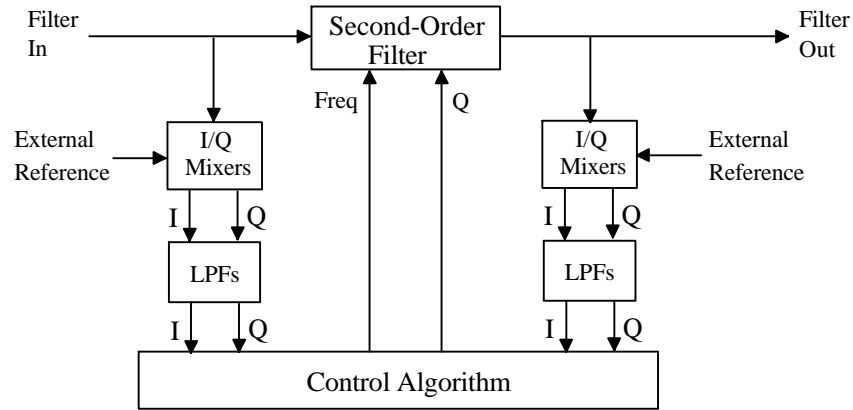 Filter
In
Second-Order
Filter
Filter
Out
Freq
Q
External
Reference
I/Q
Mixers
I/Q
Mixers
External
Reference
I
Q
I
Q
LPFs
LPFs
I
Q
I
Q
Control Algorithm